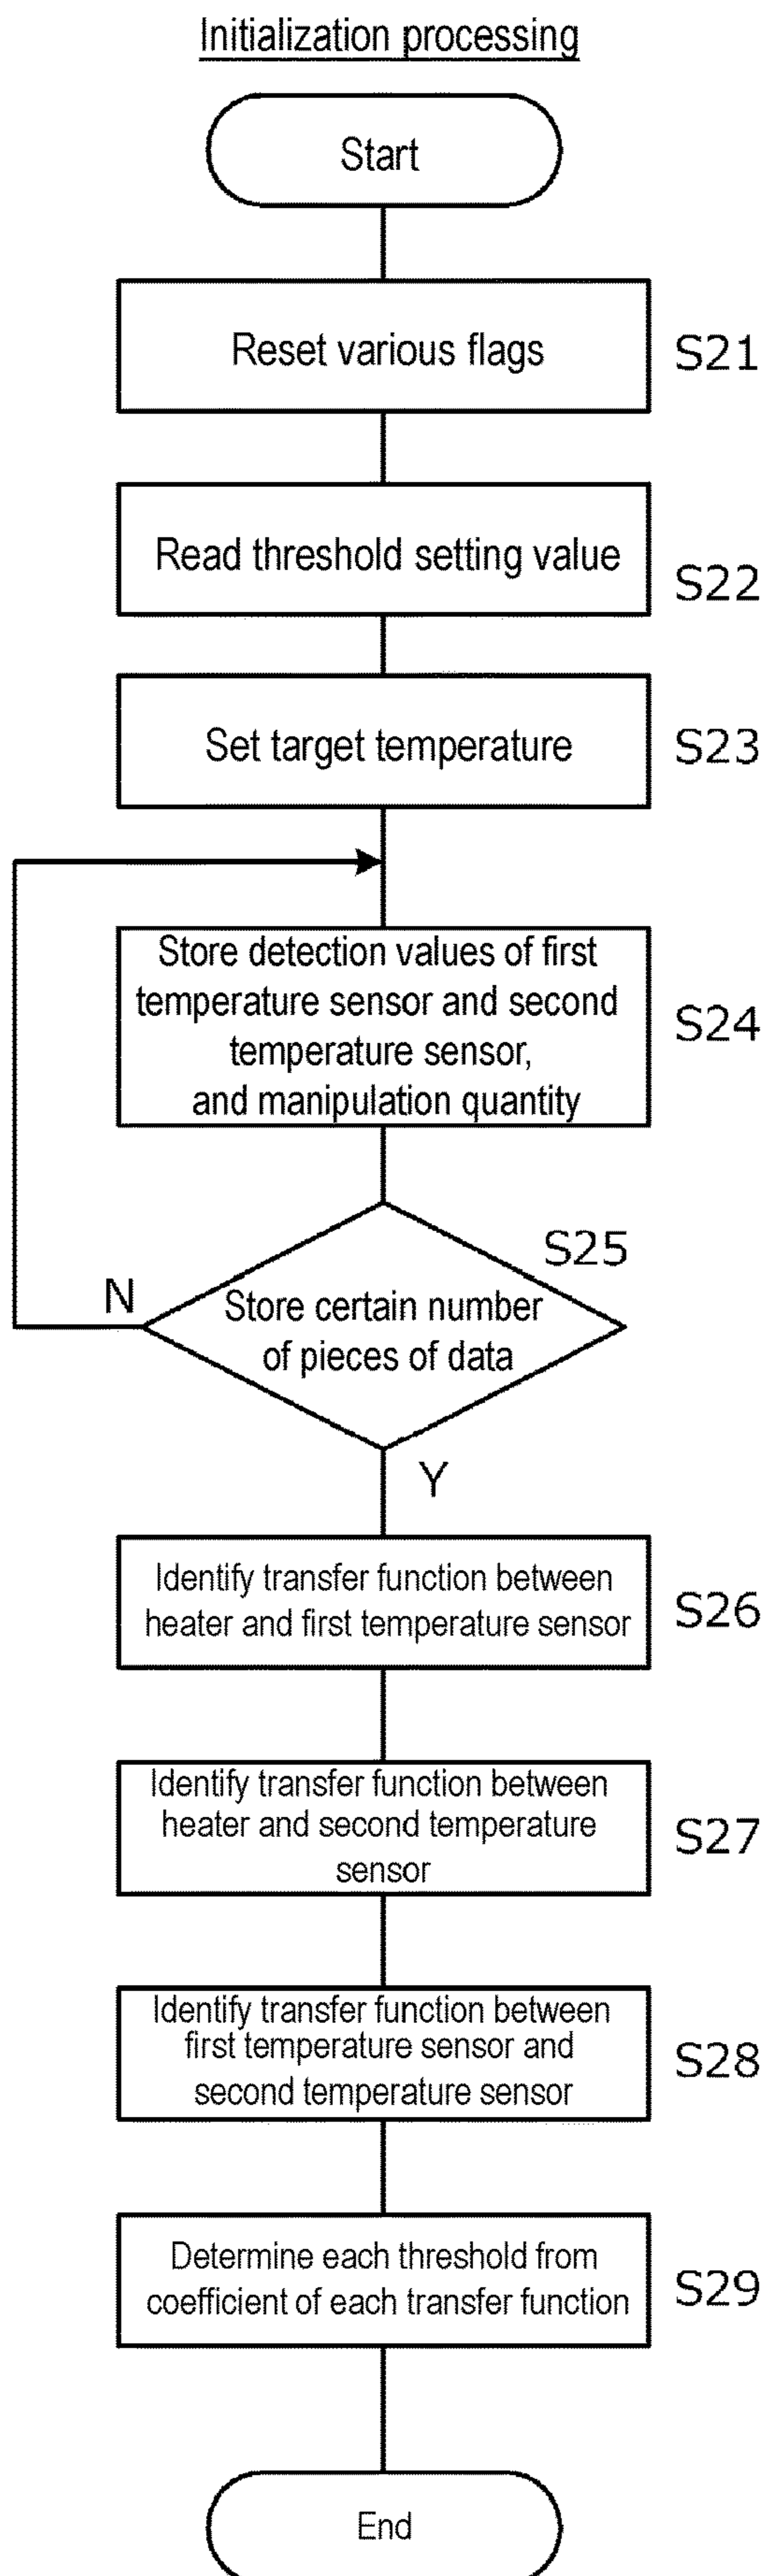 Initialization processing
Start
Reset various flags
S21
Read threshold setting value
S22
Set target temperature
S23
Store detection values of first
temperature sensor and second
temperature sensor,
and manipulation quantity
S24
S25
N
Store certain number
of pieces of data
Y
Identify transfer function between
heater and first temperature sensor
S26
Identify transfer function between
heater and second temperature
sensor
S27
Identify transfer function between
first temperature sensor and
second temperature sensor
S28
Determine each threshold from
coefficient of each transfer function
S29
End